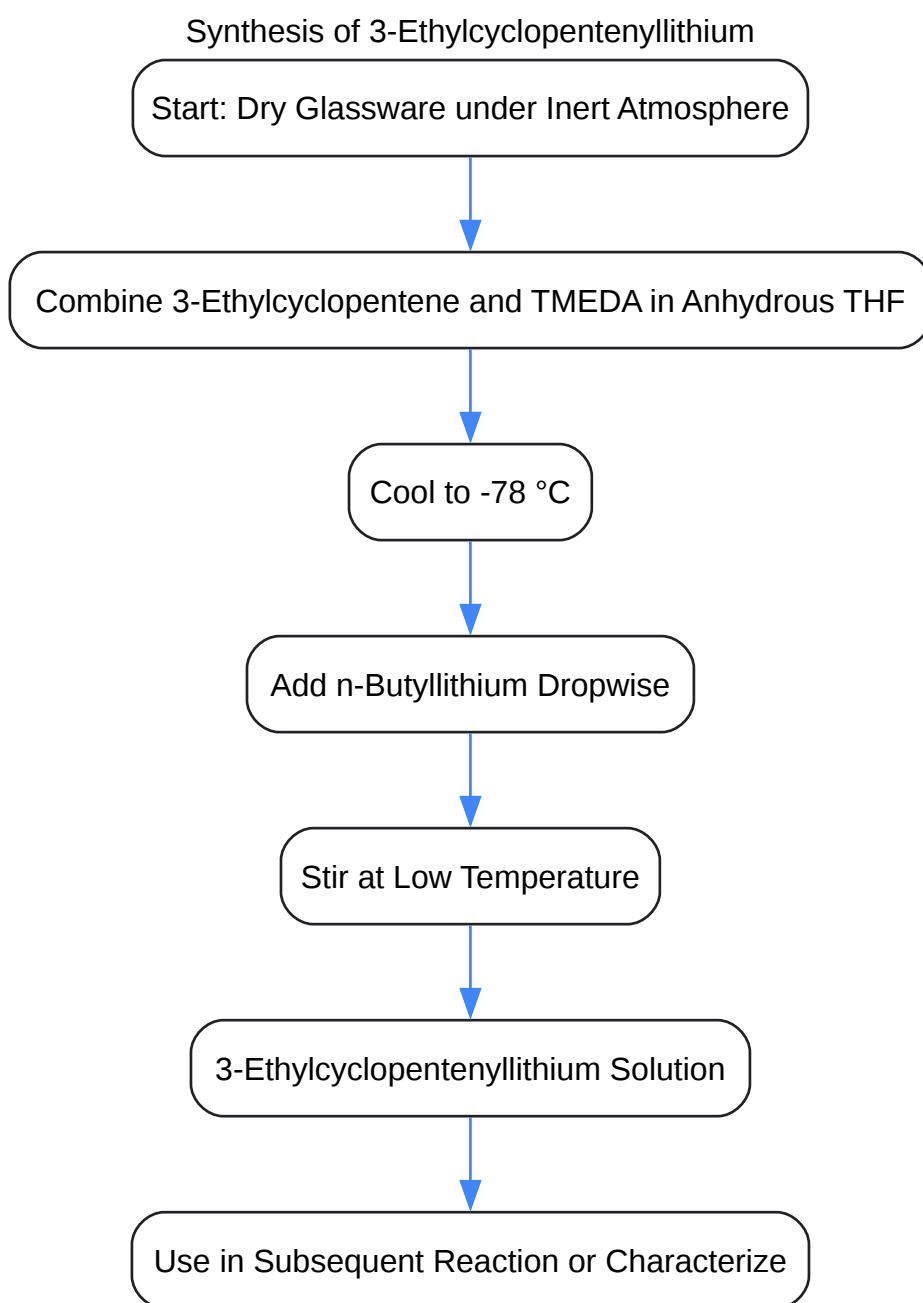 Synthesis of 3-Ethylcyclopentenyllithium
Start: Dry Glassware under Inert Atmosphere
Combine 3-Ethylcyclopentene and TMEDA in Anhydrous THF
Cool to -78 °C
Add n-Butyllithium Dropwise
Stir at Low Temperature
3-Ethylcyclopentenyllithium Solution
Use in Subsequent Reaction or Characterize